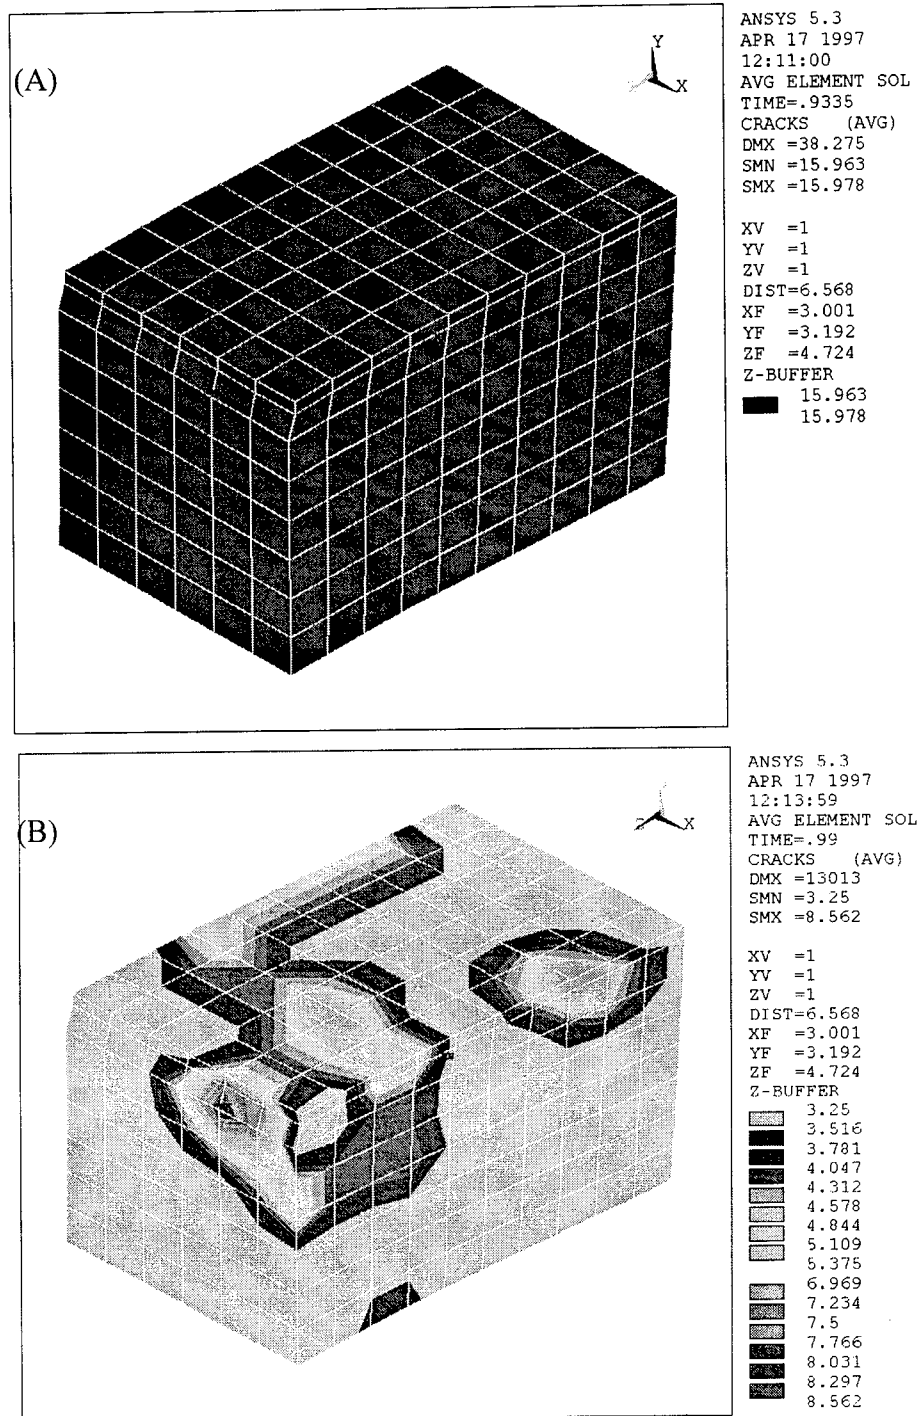 (A)
Y
X
ANSYS 5.3
APR 17 1997
12:11:00
AVG ELEMENT SOL
TIME=.9335
CRACKS (AVG)
DMX =38.275
SMN =15.963
SMX =15.978
XV =1
YV =1
ZV =1
DIST=6.568
XF =3.001
YF =3.192
ZF =4.724
Z-BUFFER
15.963
15.978
(B)
Z
X
ANSYS 5.3
APR 17 1997
12:13:59
AVG ELEMENT SOL
TIME=.99
CRACKS (AVG)
DMX =13013
SMN =3.25
SMX =8.562
XV =1
YV =1
ZV =1
DIST=6.568
XF =3.001
YF =3.192
ZF =4.724
Z-BUFFER
3.25
3.516
3.781
4.047
4.312
4.578
4.844
5.109
5.375
6.969
7.234
7.5
7.766
8.031
8.297
8.562